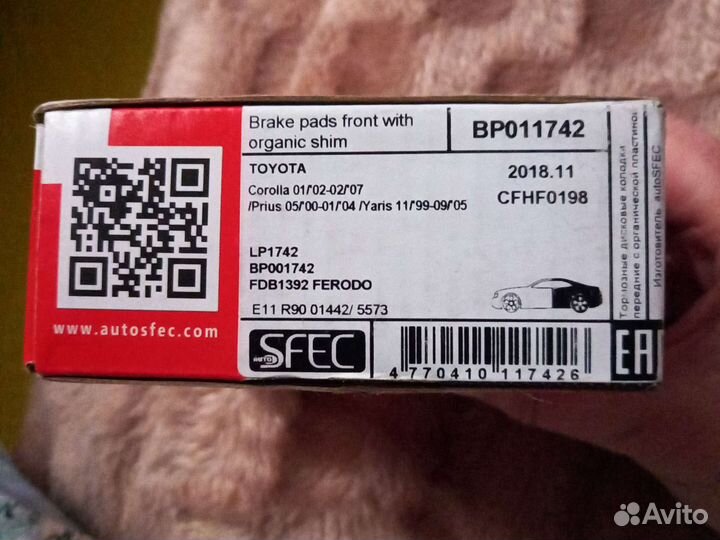 Brake pads front with
organic shim
BP011742
TOYOTA
Corolla 01/'02-02/'07
/Prius 05/'00-01/'04 /Yaris 11/'99-09/'05
2018.11
CFHF0198
LP1742
BP001742
FDB1392 FERODO
E11 R90 01442/ 5573
www.autosfec.com
AUTO SFEC
4 770410 117426
EAC
Тормозные дисковые колодки
передние с органической пластиной
Изготовитель autoSFEC
Avito